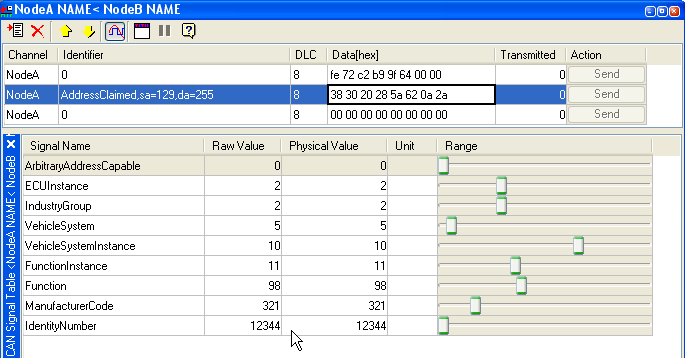 NodeA NAME< NodeB NAME
Channel Identifier DLC Data[hex] Transmitted Action
NodeA 0 8 fe 72 c2 b9 9f 64 00 00 0 Send
NodeA AddressClaimed,sa=129,da=255 8 38 30 20 28 5a 62 0a 2a 0 Send
NodeA 0 8 00 00 00 00 00 00 00 00 0 Send
CAN Signal Table <NodeA NAME< NodeB
Signal Name Raw Value Physical Value Unit Range
ArbitraryAddressCapable 0 0
ECUInstance 2 2
IndustryGroup 2 2
VehicleSystem 5 5
VehicleSystemInstance 10 10
FunctionInstance 11 11
Function 98 98
ManufacturerCode 321 321
IdentityNumber 12344 12344